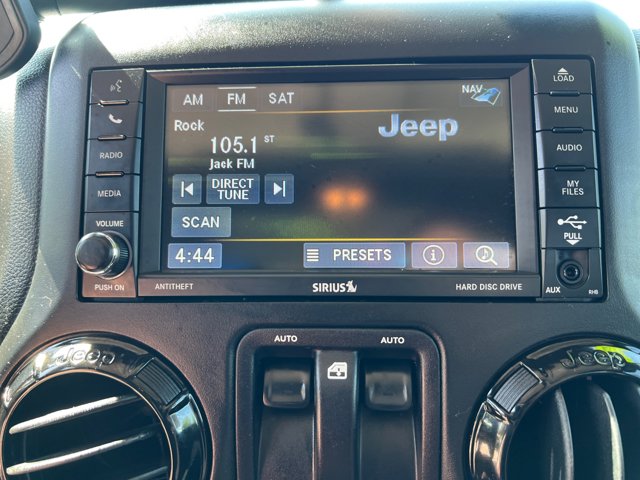 LOAD
MENU
AUDIO
MY
FILES
PULL
AUX
RHB
RADIO
MEDIA
VOLUME
PUSH ON
AM FM SAT NAV
Rock
105.1 ST
Jack FM
Jeep
DIRECT
TUNE
SCAN
4:44
PRESETS
ANTITHEFT
SIRIUS
HARD DISC DRIVE
AUTO AUTO
Jeep
Jeep